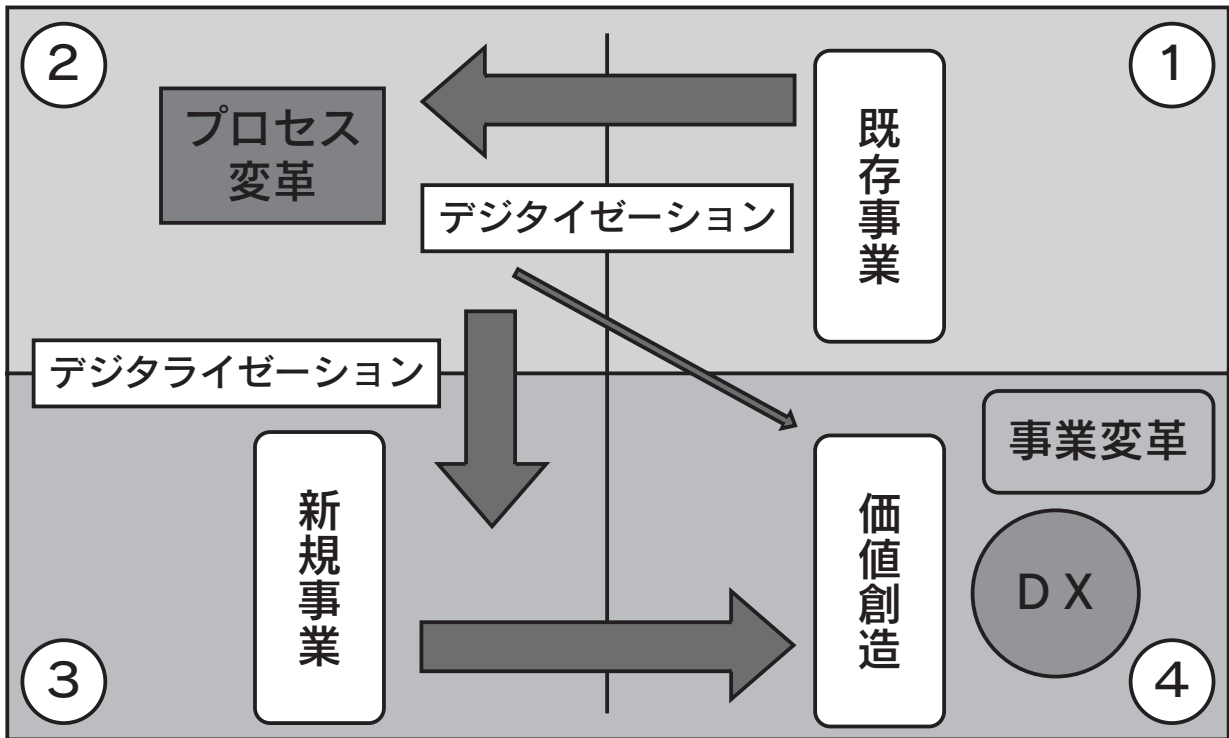 ②
①
プロセス
変革
既存事業
デジタイゼーション
デジタライゼーション
事業変革
新規事業
価値創造
DX
③
④